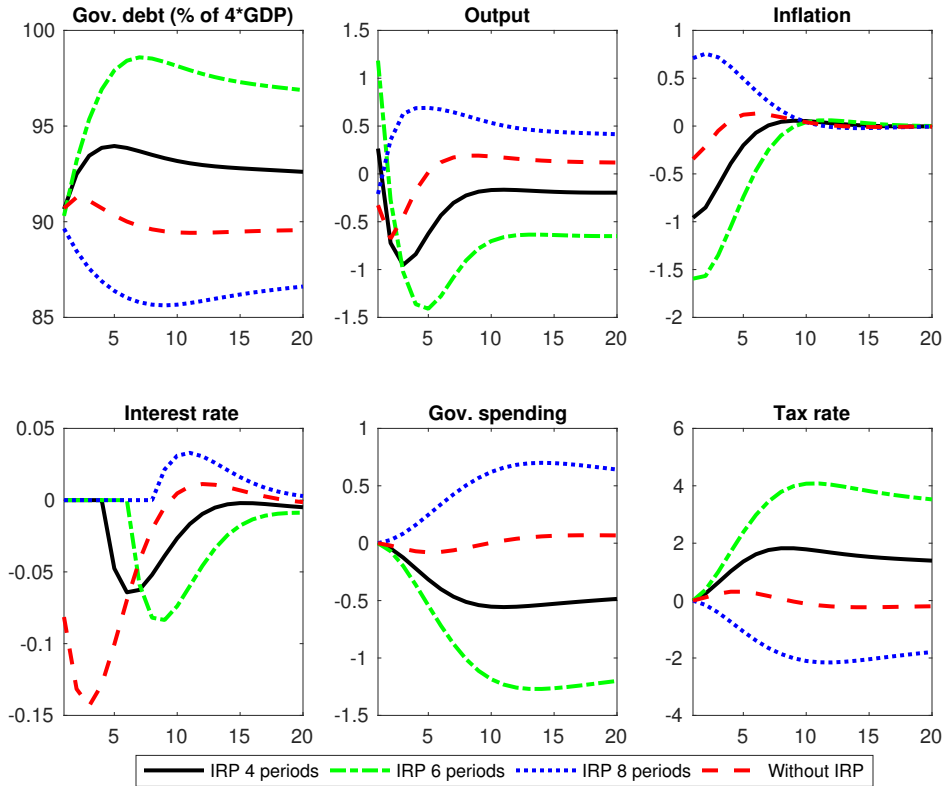 Gov. debt (% of 4*GDP)
100
95
90
85
5 10 15 20
Output
1.5
1
0.5
0
-0.5
-1
-1.5
5 10 15 20
Inflation
1
0.5
0
-0.5
-1
-1.5
-2
5 10 15 20
Interest rate
0.05
0
-0.05
-0.1
-0.15
5 10 15 20
Gov. spending
1
0.5
0
-0.5
-1
-1.5
5 10 15 20
Tax rate
6
4
2
0
-2
-4
5 10 15 20
IRP 4 periods IRP 6 periods IRP 8 periods Without IRP